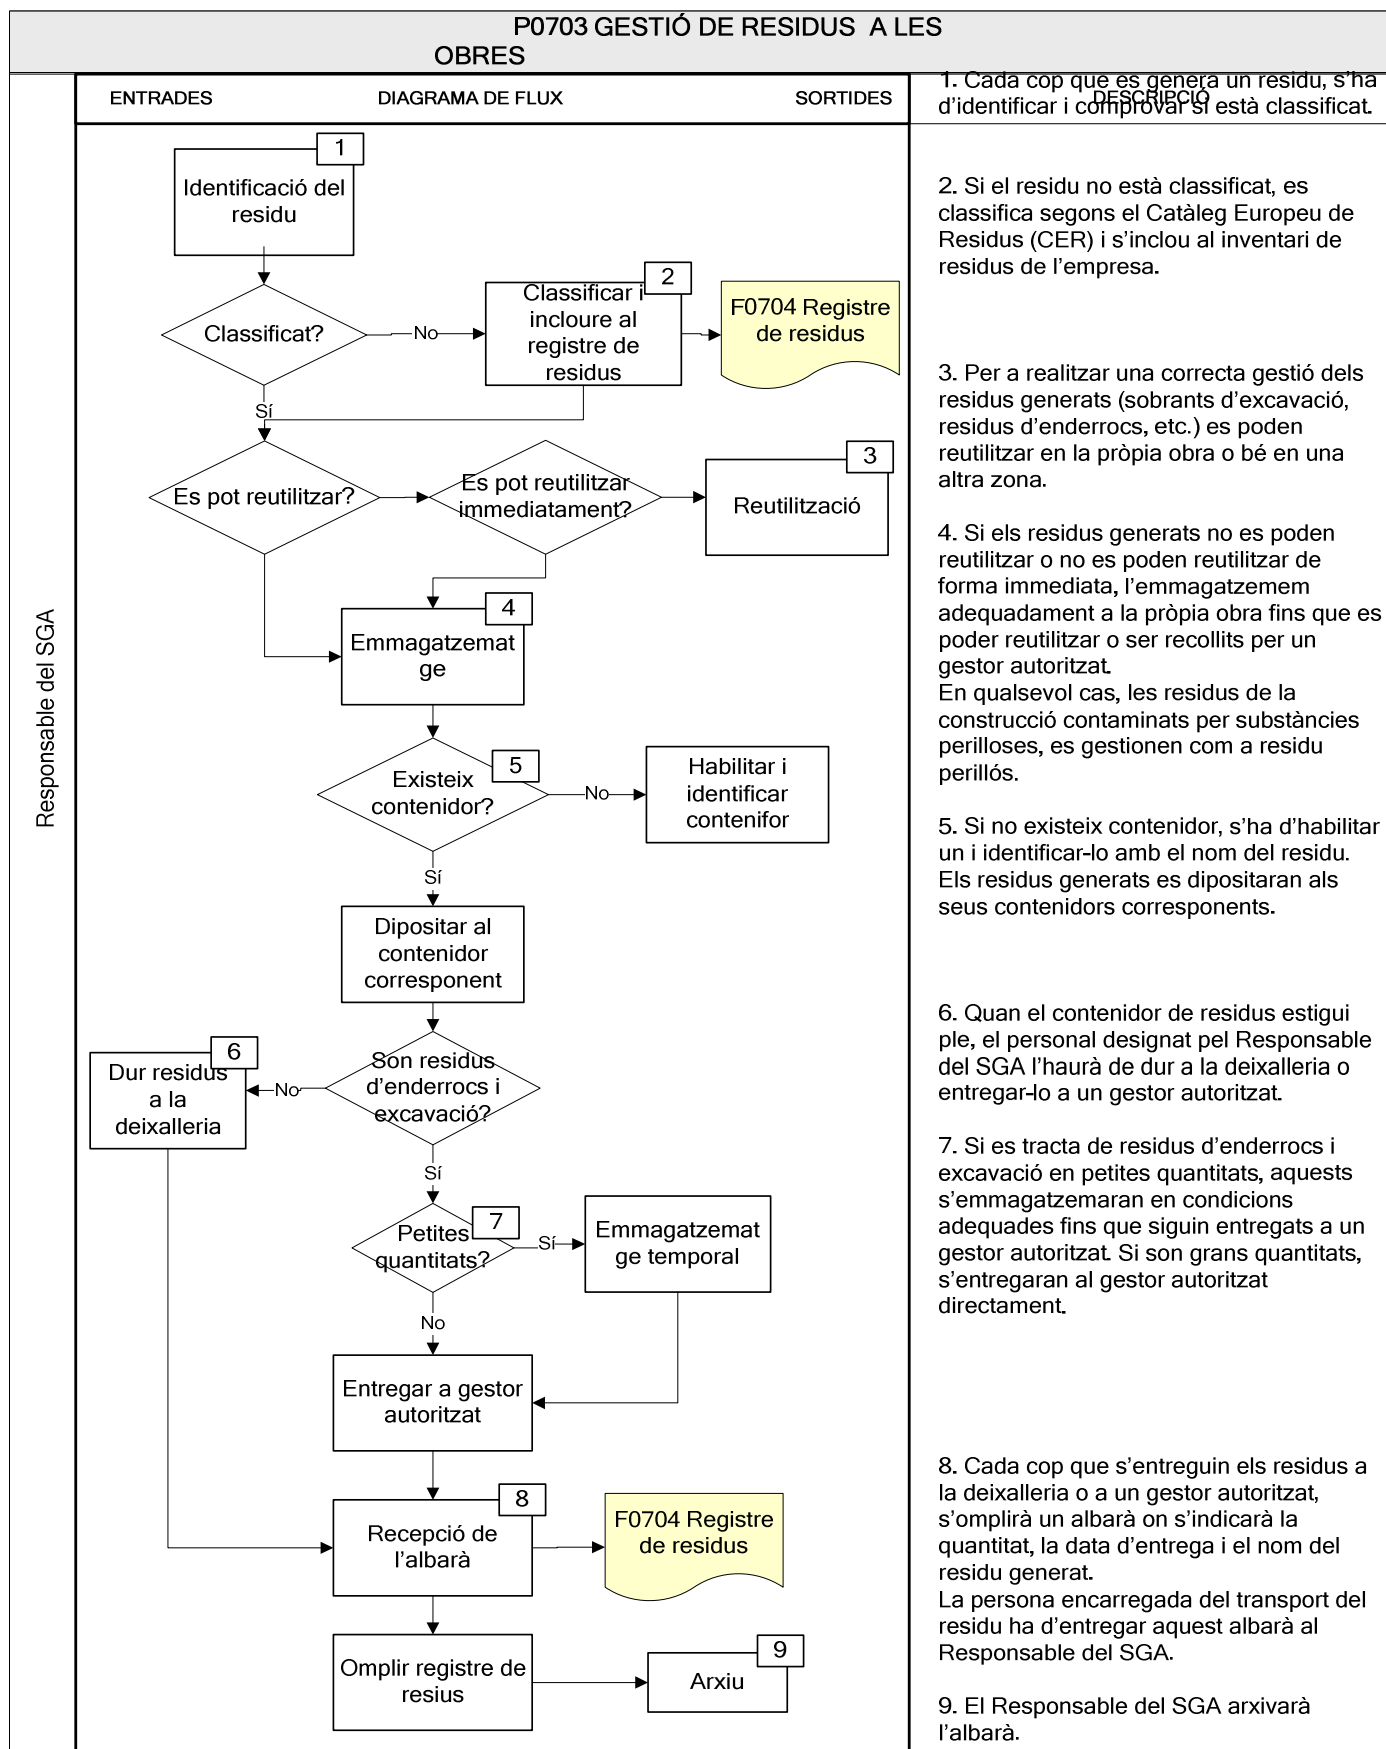 P0703 GESTIÓ DE RESIDUS A LES
OBRES
ENTRADES
DIAGRAMA DE FLUX
SORTIDES
DESCRIPCIÓ
Responsable del SGA
1
Identificació del
residu
Classificat?
No
2
Classificar i
incloure al
registre de
residus
F0704 Registre
de residus
Sí
Es pot reutilitzar?
Es pot reutilitzar
immediatament?
3
Reutilització
4
Emmagatzemat
ge
5
Existeix
contenidor?
No
Habilitar i
identificar
contenifor
Sí
Dipositar al
contenidor
corresponent
Son residus
d’enderrocs i
excavació?
No
6
Dur residus
a la
deixalleria
Sí
7
Petites
quantitats?
Sí
Emmagatzemat
ge temporal
No
Entregar a gestor
autoritzat
8
Recepció de
l’albarà
F0704 Registre
de residus
Omplir registre de
resius
9
Arxiu
1. Cada cop que es genera un residu, s’ha
d’identificar i comprovar si està classificat.
2. Si el residu no està classificat, es
classifica segons el Catàleg Europeu de
Residus (CER) i s’inclou al inventari de
residus de l’empresa.
3. Per a realitzar una correcta gestió dels
residus generats (sobrants d’excavació,
residus d’enderrocs, etc.) es poden
reutilitzar en la pròpia obra o bé en una
altra zona.
4. Si els residus generats no es poden
reutilitzar o no es poden reutilitzar de
forma immediata, l’emmagatzemem
adequadament a la pròpia obra fins que es
poder reutilitzar o ser recollits per un
gestor autoritzat.
En qualsevol cas, les residus de la
construcció contaminats per substàncies
perilloses, es gestionen com a residu
perillós.
5. Si no existeix contenidor, s’ha d’habilitar
un i identificar-lo amb el nom del residu.
Els residus generats es dipositaran als
seus contenidors corresponents.
6. Quan el contenidor de residus estigui
ple, el personal designat pel Responsable
del SGA l’haurà de dur a la deixalleria o
entregar-lo a un gestor autoritzat.
7. Si es tracta de residus d’enderrocs i
excavació en petites quantitats, aquests
s’emmagatzemaran en condicions
adequades fins que siguin entregats a un
gestor autoritzat. Si son grans quantitats,
s’entregaran al gestor autoritzat
directament.
8. Cada cop que s’entreguin els residus a
la deixalleria o a un gestor autoritzat,
s’omplirà un albarà on s’indicarà la
quantitat, la data d’entrega i el nom del
residu generat.
La persona encarregada del transport del
residu ha d’entregar aquest albarà al
Responsable del SGA.
9. El Responsable del SGA arxivarà
l’albarà.